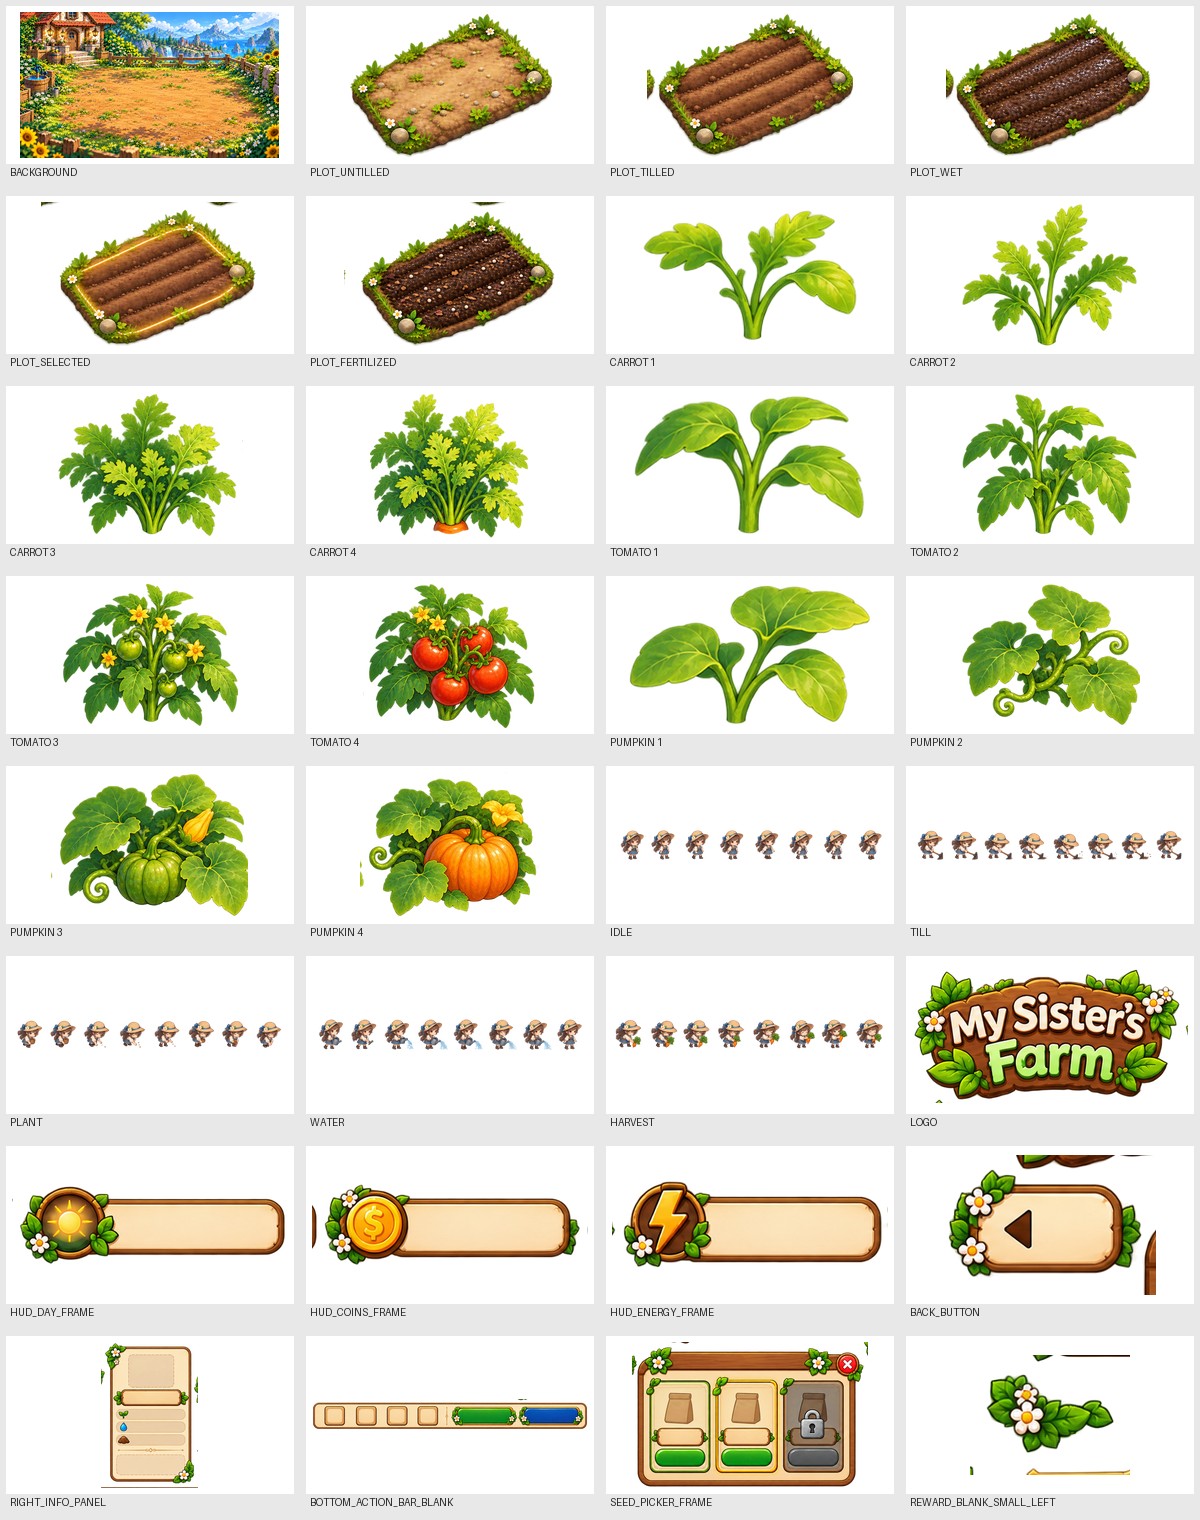 BACKGROUND
PLOT_UNTILLED
PLOT_TILLED
PLOT_WET
PLOT_SELECTED
PLOT_FERTILIZED
CARROT 1
CARROT 2
CARROT 3
CARROT 4
TOMATO 1
TOMATO 2
TOMATO 3
TOMATO 4
PUMPKIN 1
PUMPKIN 2
PUMPKIN 3
PUMPKIN 4
IDLE
TILL
My Sister's
Farm
PLANT
WATER
HARVEST
LOGO
$
HUD_DAY_FRAME
HUD_COINS_FRAME
HUD_ENERGY_FRAME
BACK_BUTTON
RIGHT_INFO_PANEL
BOTTOM_ACTION_BAR_BLANK
SEED_PICKER_FRAME
REWARD_BLANK_SMALL_LEFT